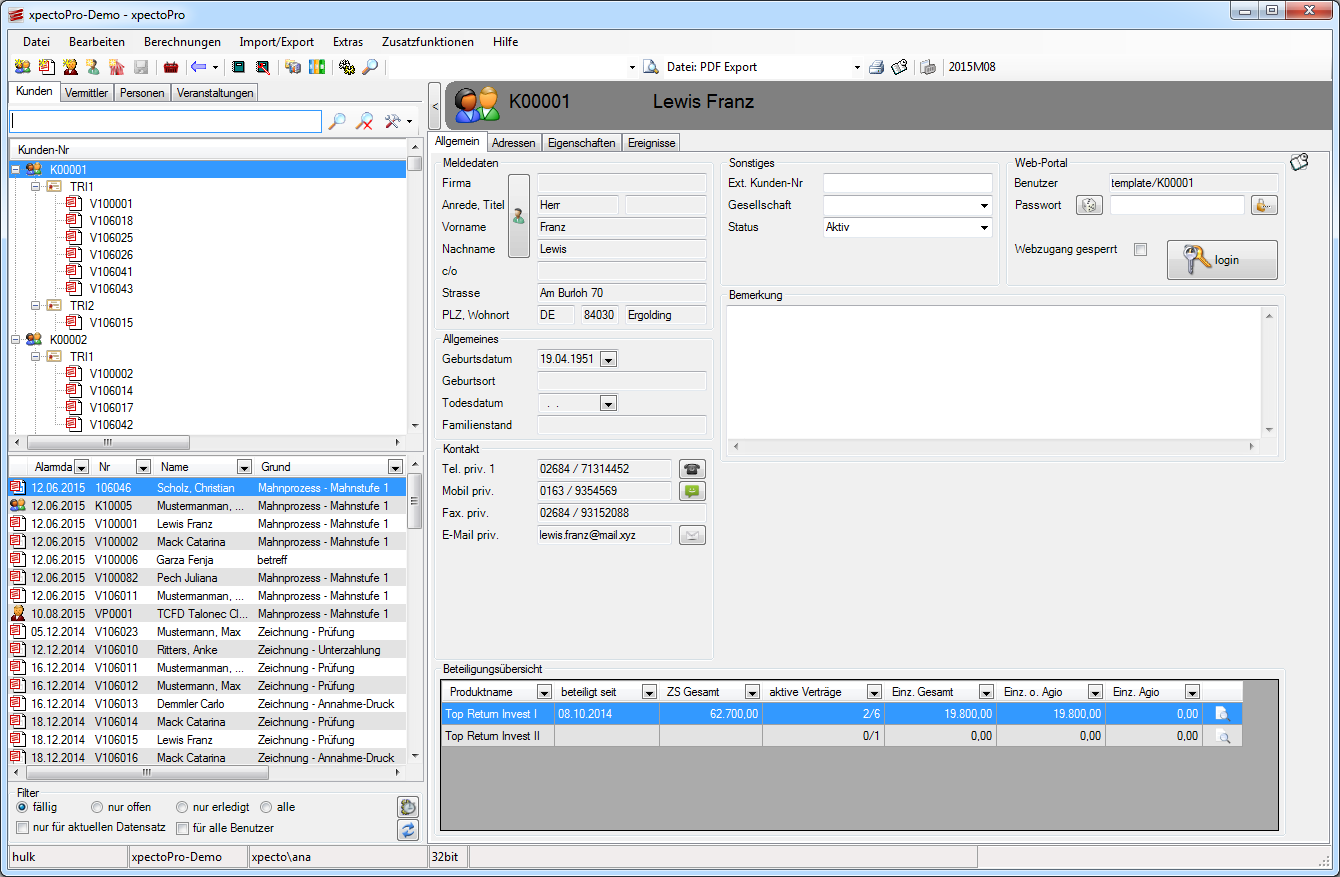 xpectoPro-Demo - xpectoPro
Datei Bearbeiten Berechnungen Import/Export Extras Zusatzfunktionen Hilfe
Datei: PDF Export 2015M08
Kunden Vermittler Personen Veranstaltungen
Kunden-Nr
K00001
TRI1
V100001
V106018
V106025
V106026
V106041
V106043
TRI2
V106015
K00002
TRI1
V100002
V106014
V106017
V106042
Alarmda Nr Name Grund
12.06.2015 106046 Scholz, Christian Mahnprozess - Mahnstufe 1
12.06.2015 K10005 Mustermanman, ... Mahnprozess - Mahnstufe 1
12.06.2015 V100001 Lewis Franz Mahnprozess - Mahnstufe 1
12.06.2015 V100002 Mack Catarina Mahnprozess - Mahnstufe 1
12.06.2015 V100006 Garza Fenja betreff
12.06.2015 V100082 Pech Juliana Mahnprozess - Mahnstufe 1
12.06.2015 V106011 Mustermanman, ... Mahnprozess - Mahnstufe 1
10.08.2015 VP0001 TCFD Talonec Cl... Mahnprozess - Mahnstufe 1
05.12.2014 V106023 Mustermann, Max Zeichnung - Prüfung
12.12.2014 V106010 Ritters, Anke Zeichnung - Unterzahlung
16.12.2014 V106011 Mustermanman, ... Zeichnung - Prüfung
16.12.2014 V106012 Mustermann, Max Zeichnung - Prüfung
16.12.2014 V106013 Demmler Carlo Zeichnung - Annahme-Druck
18.12.2014 V106014 Mack Catarina Zeichnung - Prüfung
18.12.2014 V106015 Lewis Franz Zeichnung - Prüfung
18.12.2014 V106016 Mack Catarina Zeichnung - Annahme-Druck
Filter
fällig nur offen nur erledigt alle
nur für aktuellen Datensatz für alle Benutzer
< K00001 Lewis Franz
Allgemein Adressen Eigenschaften Ereignisse
Meldedaten
Firma
Anrede, Titel Herr
Vorname Franz
Nachname Lewis
c/o
Strasse Am Burloh 70
PLZ, Wohnort DE 84030 Ergolding
Allgemeines
Geburtsdatum 19.04.1951
Geburtsort
Todesdatum . .
Familienstand
Kontakt
Tel. priv. 1 02684 / 71314452
Mobil priv. 0163 / 9354569
Fax. priv. 02684 / 93152088
E-Mail priv. lewis.franz@mail.xyz
Sonstiges
Ext. Kunden-Nr
Gesellschaft
Status Aktiv
Web-Portal
Benutzer template/K00001
Passwort
Webzugang gesperrt login
Bemerkung
Beteiligungsübersicht
Produktname beteiligt seit ZS Gesamt aktive Verträge Einz. Gesamt Einz. o. Agio Einz. Agio
Top Return Invest I 08.10.2014 62.700,00 2/6 19.800,00 19.800,00 0,00
Top Return Invest II 0/1 0,00 0,00 0,00
hulk xpectoPro-Demo xpecto\ana 32bit